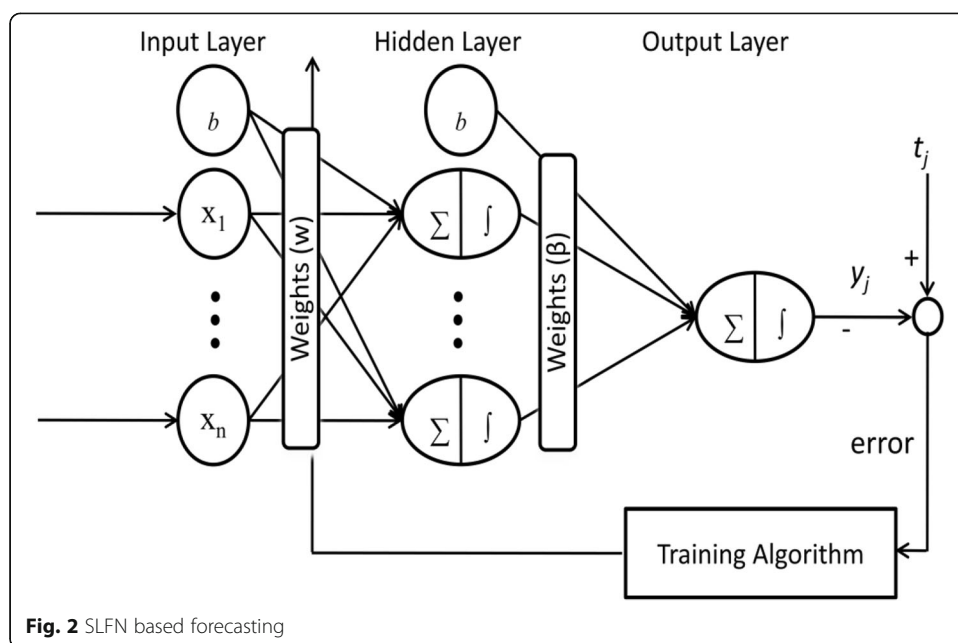 Input Layer Hidden Layer Output Layer
b b
t_j
x_1 Σ ∫
Weights (w)
Weights (β)
+
y_j
Σ ∫
-
x_n Σ ∫
error
Training Algorithm
Fig. 2 SLFN based forecasting